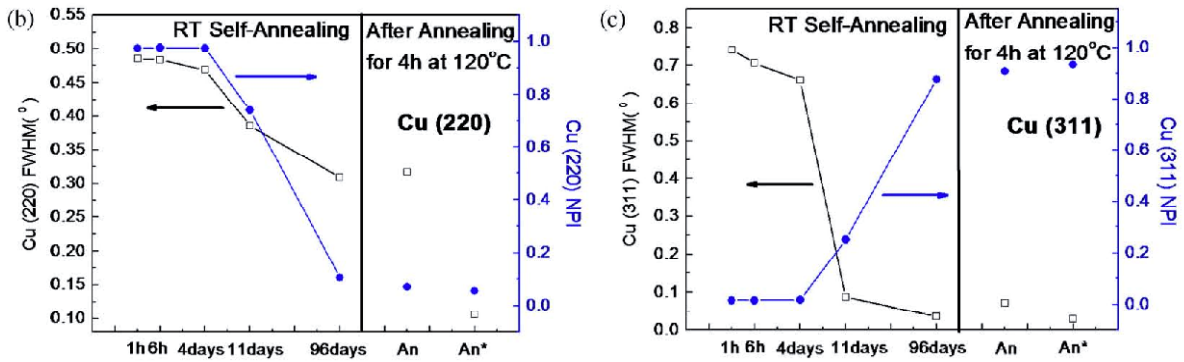 (b)
RT Self-Annealing
After Annealing
for 4h at 120°C
Cu (220)
Cu (220) FWHM(°)
0.55
0.50
0.45
0.40
0.35
0.30
0.25
0.20
0.15
0.10
1.0
0.8
0.6
0.4
0.2
0.0
Cu (220) NPI
1h 6h 4days 11days 96days An An*
(c)
RT Self-Annealing
After Annealing
for 4h at 120°C
Cu (311)
Cu (311) FWHM(°)
0.8
0.7
0.6
0.5
0.4
0.3
0.2
0.1
0.0
1.0
0.8
0.6
0.4
0.2
0.0
Cu (311) NPI
1h 6h 4days 11days 96days An An*